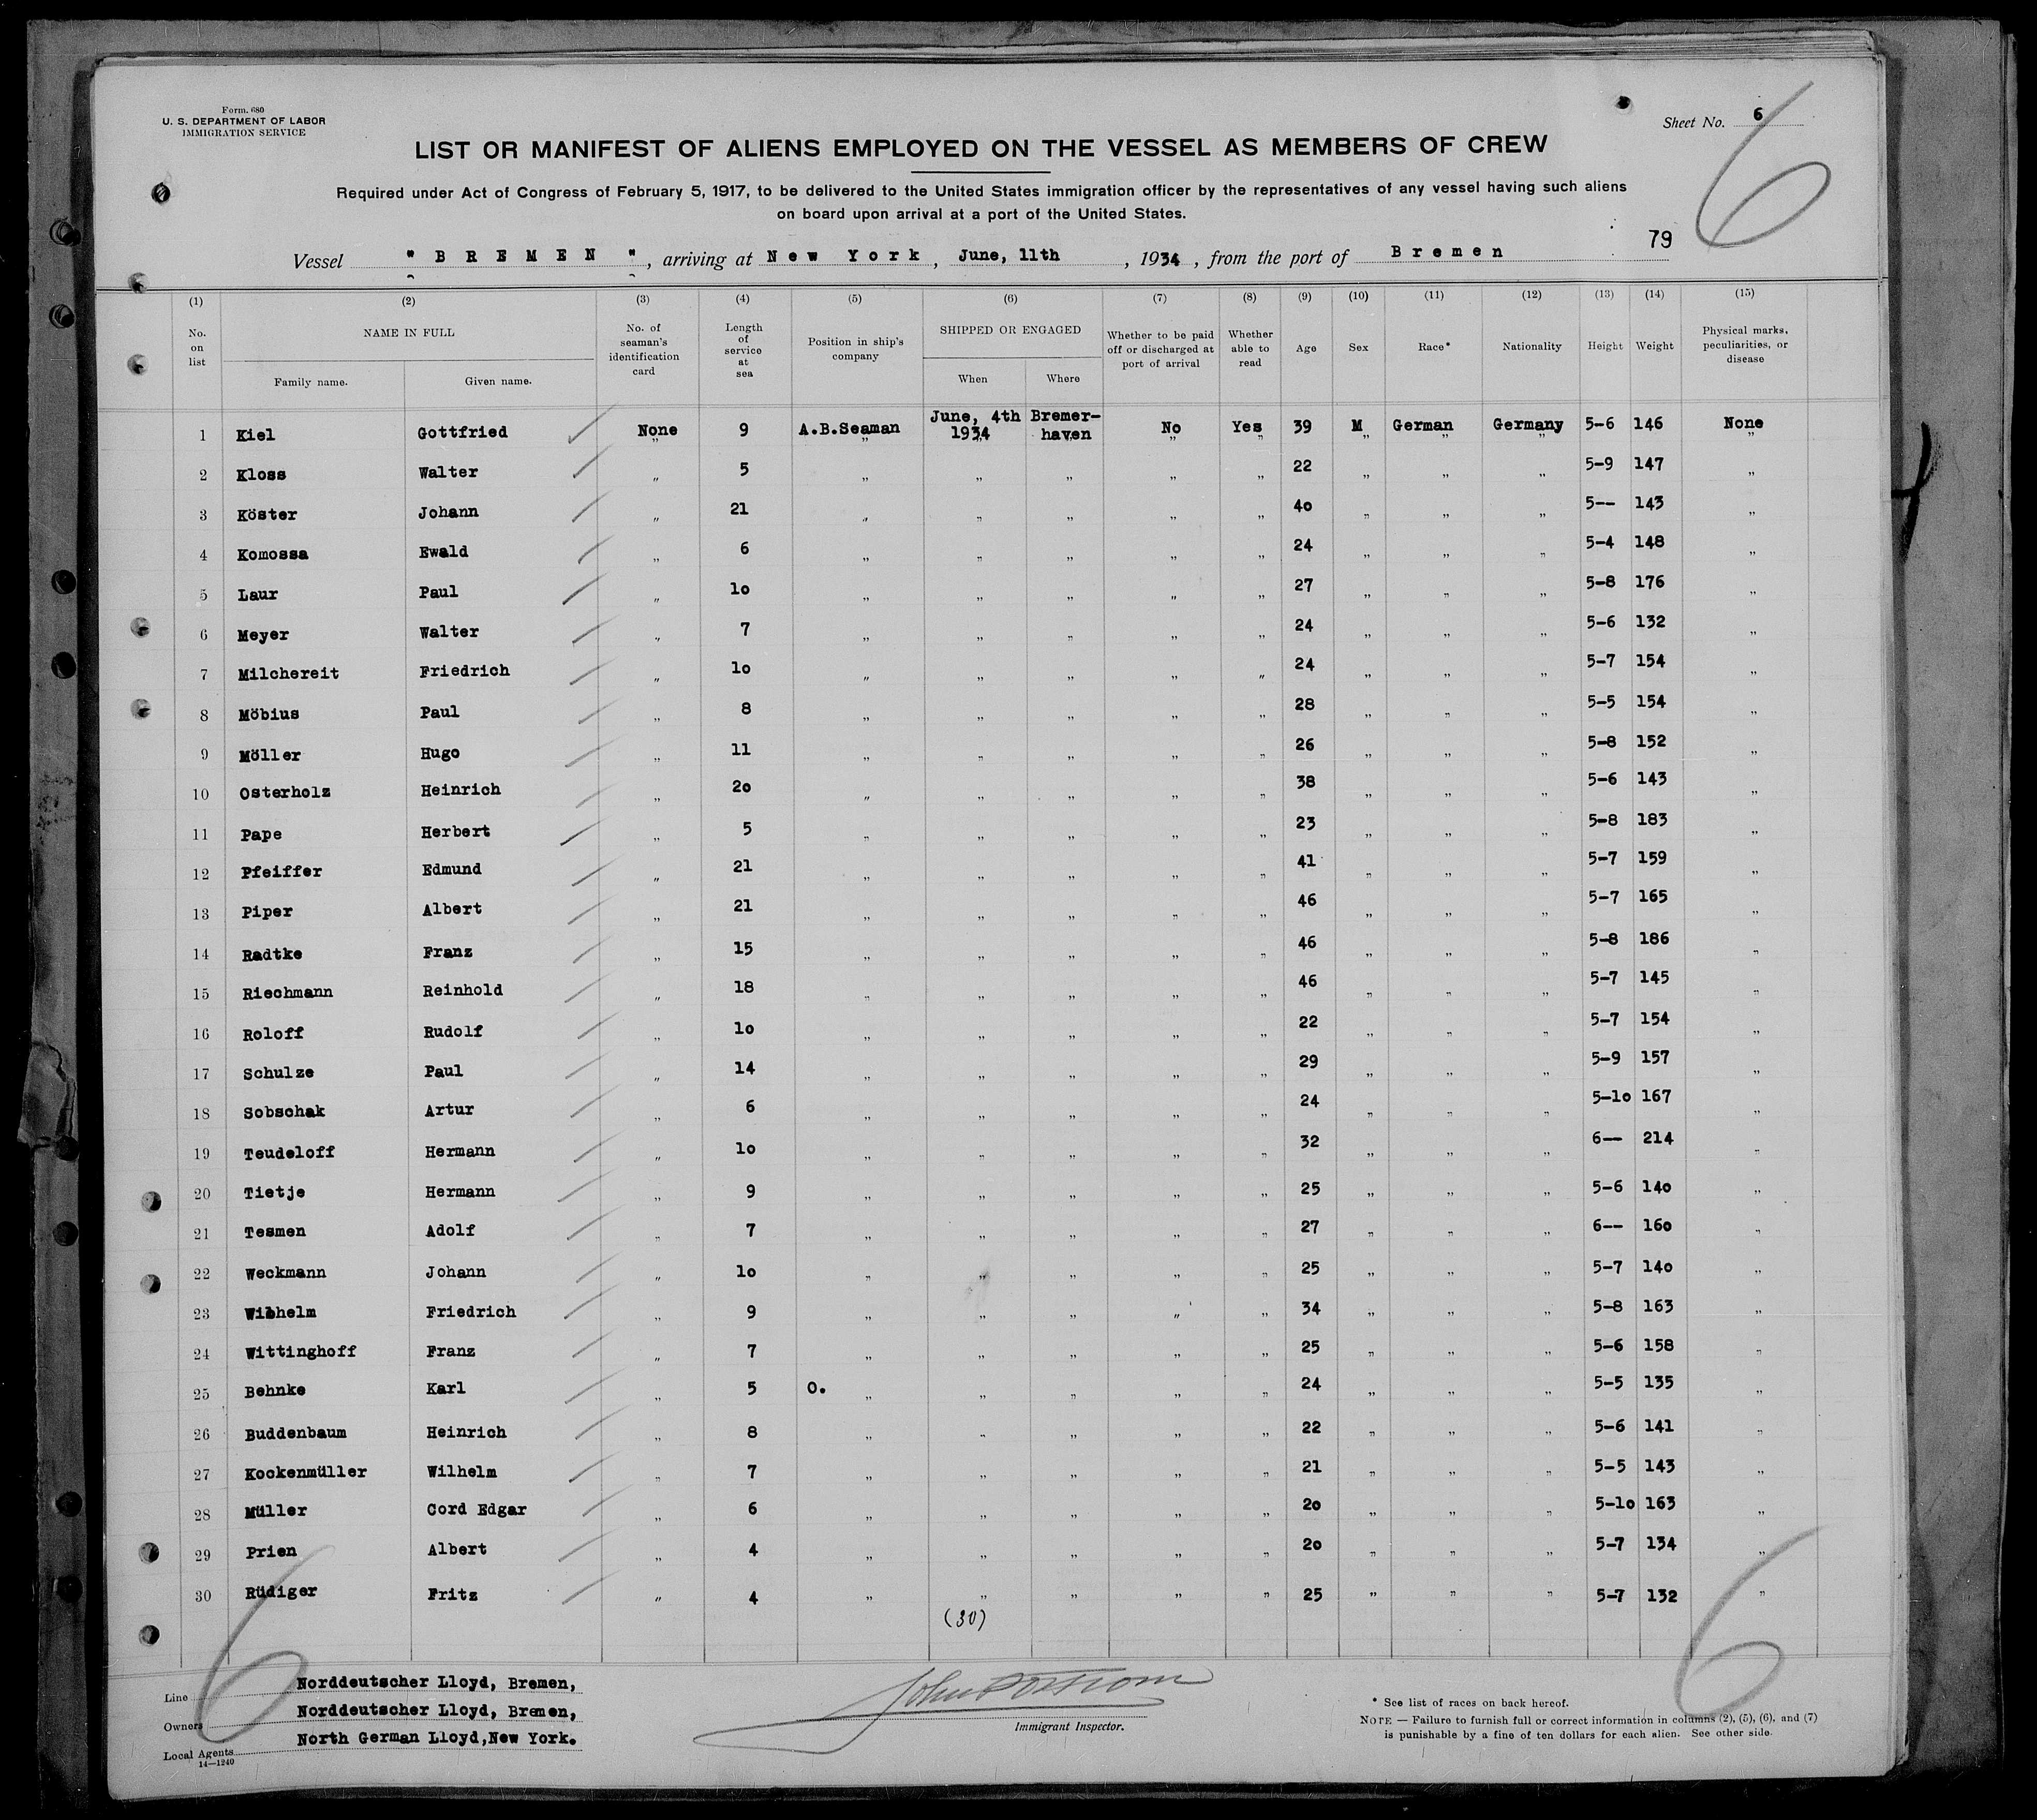 Form. 680
U. S. DEPARTMENT OF LABOR
IMMIGRATION SERVICE
Sheet No. 6
6
LIST OR MANIFEST OF ALIENS EMPLOYED ON THE VESSEL AS MEMBERS OF CREW
Required under Act of Congress of February 5, 1917, to be delivered to the United States immigration officer by the representatives of any vessel having such aliens
on board upon arrival at a port of the United States.
79
Vessel "BREMEN", arriving at New York, June, 11th, 1934, from the port of Bremen
(1) (2) (3) (4) (5) (6) (7) (8) (9) (10) (11) (12) (13) (14) (15)
No. on list NAME IN FULL Family name. Given name. No. of seaman's identification card Length of service at sea Position in ship's company SHIPPED OR ENGAGED When Where Whether to be paid off or discharged at port of arrival Whether able to read Age Sex Race* Nationality Height Weight Physical marks, peculiarities, or disease
1 Kiel Gottfried None 9 A.B.Seaman June, 4th 1934 Bremer-haven No Yes 39 M German Germany 5-6 146 None
2 Kloss Walter " 5 " " " " " 22 " " " 5-9 147 "
3 Köster Johann " 21 " " " " " 40 " " " 5-- 143 "
4 Komossa Ewald " 6 " " " " " 24 " " " 5-4 148 "
5 Laur Paul " 10 " " " " " 27 " " " 5-8 176 "
6 Meyer Walter " 7 " " " " " 24 " " " 5-6 132 "
7 Milchereit Friedrich " 10 " " " " " 24 " " " 5-7 154 "
8 Möbius Paul " 8 " " " " " 28 " " " 5-5 154 "
9 Möller Hugo " 11 " " " " " 26 " " " 5-8 152 "
10 Osterholz Heinrich " 20 " " " " " 38 " " " 5-6 143 "
11 Pape Herbert " 5 " " " " " 23 " " " 5-8 183 "
12 Pfeiffer Edmund " 21 " " " " " 41 " " " 5-7 159 "
13 Piper Albert " 21 " " " " " 46 " " " 5-7 165 "
14 Radtke Franz " 15 " " " " " 46 " " " 5-8 186 "
15 Riechmann Reinhold " 18 " " " " " 46 " " " 5-7 145 "
16 Roloff Rudolf " 10 " " " " " 22 " " " 5-7 154 "
17 Schulze Paul " 14 " " " " " 29 " " " 5-9 157 "
18 Sobschak Artur " 6 " " " " " 24 " " " 5-10 167 "
19 Teudeloff Hermann " 10 " " " " " 32 " " " 6-- 214 "
20 Tietje Hermann " 9 " " " " " 25 " " " 5-6 140 "
21 Tesmen Adolf " 7 " " " " " 27 " " " 6-- 160 "
22 Weckmann Johann " 10 " " " " " 25 " " " 5-7 140 "
23 Wilhelm Friedrich " 9 " " " " " 34 " " " 5-8 163 "
24 Wittinghoff Franz " 7 " " " " " 25 " " " 5-6 158 "
25 Behnke Karl " 5 O. " " " " " 24 " " " 5-5 135 "
26 Buddenbaum Heinrich " 8 " " " " " 22 " " " 5-6 141 "
27 Kockenmüller Wilhelm " 7 " " " " " 21 " " " 5-5 143 "
28 Müller Cord Edgar " 6 " " " " " 20 " " " 5-10 163 "
29 Prien Albert " 4 " " " " " 20 " " " 5-7 134 "
30 Rüdiger Fritz " 4 " " " " " 25 " " " 5-7 132 "
(30)
6 6
Line Norddeutscher Lloyd, Bremen,
Owners Norddeutscher Lloyd, Bremen,
Local Agents North German Lloyd, New York.
14—1240
Immigrant Inspector.
* See list of races on back hereof.
NOTE — Failure to furnish full or correct information in columns (2), (5), (6), and (7)
is punishable by a fine of ten dollars for each alien. See other side.